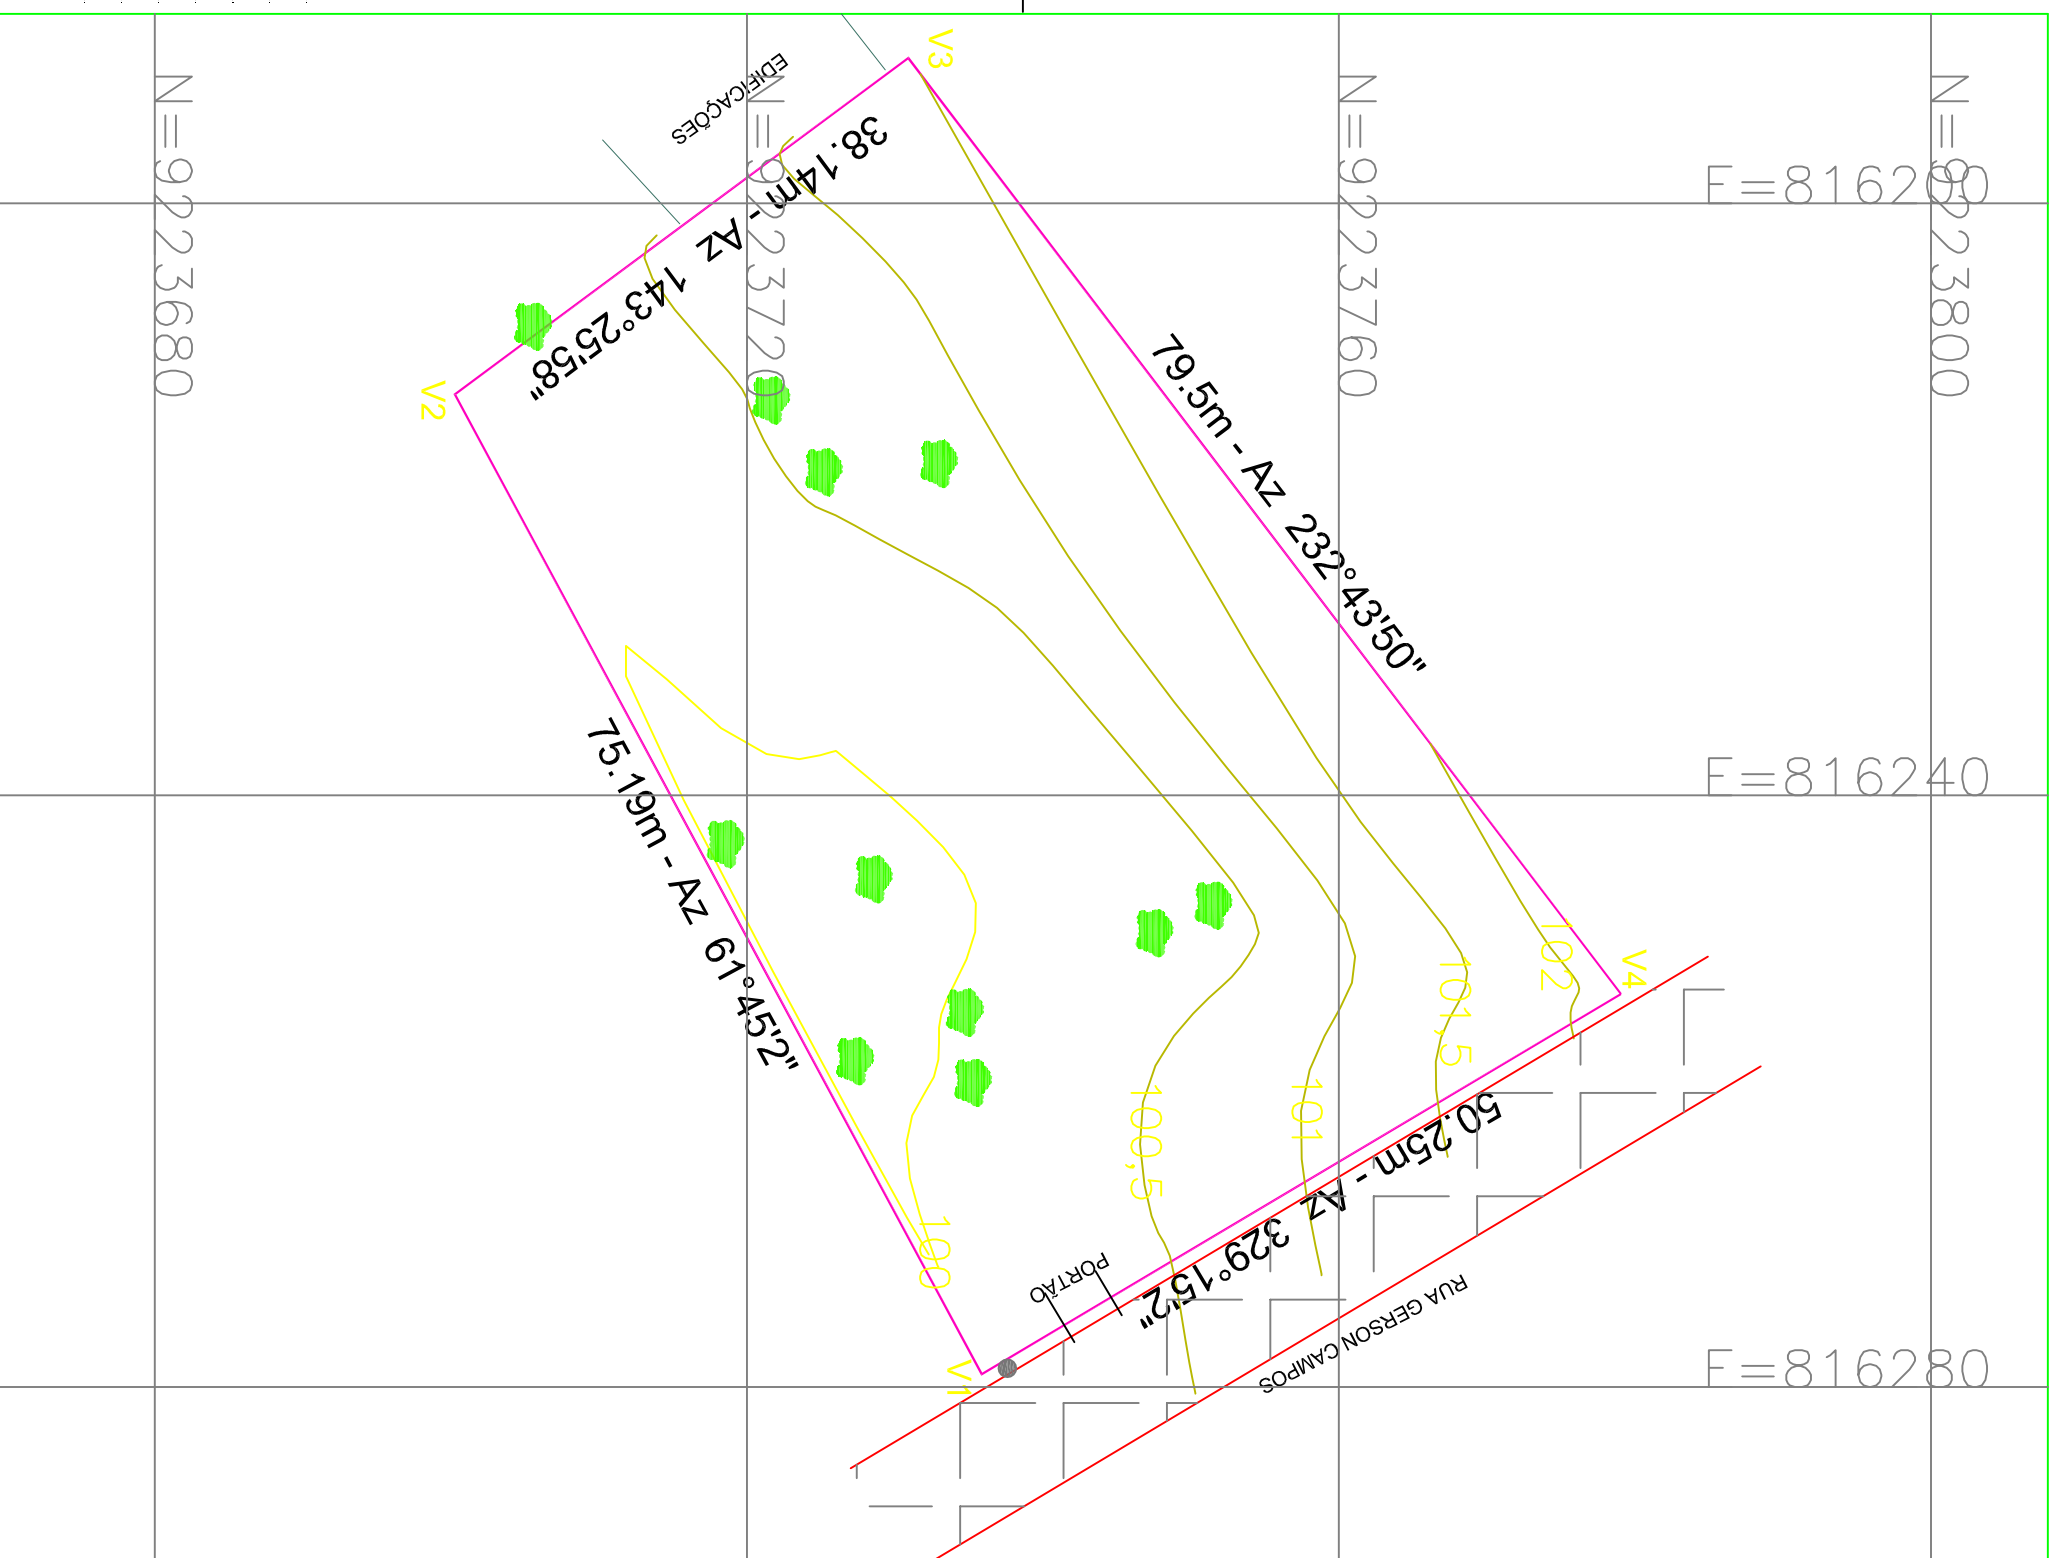 V3
EDIFICAÇÕES
N=9223680
N=9223720
N=9223760
N=9223800
E=816200
38.14m - Az 143°25'58"
V2
79.5m - Az 232°43'50"
75.19m - Az 61°45'2"
E=816240
102
V4
101,5
101
100,5
100
50.25m - Az 329°15'2"
PORTÃO
RUA GERSON CAMPOS
V1
E=816280